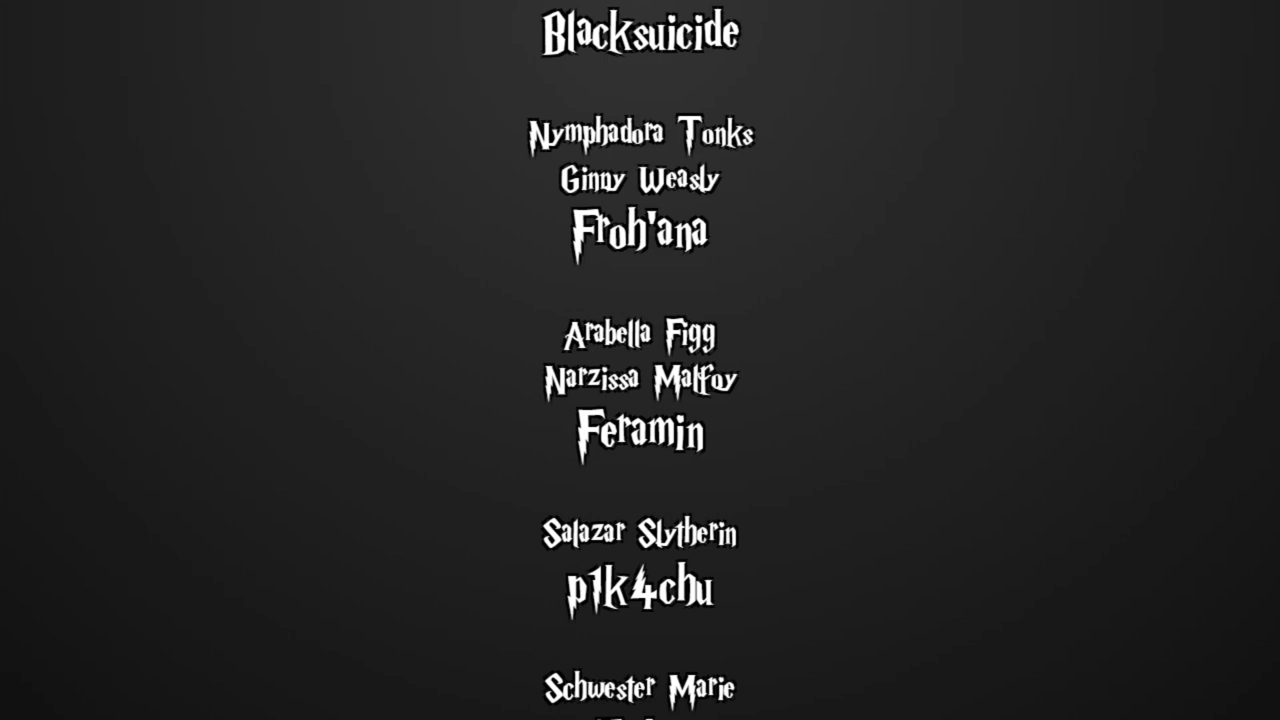 Blacksuicide
Nymphadora Tonks
Ginny Weasly
Froh'ana
Arabella Figg
Narzissa Malfoy
Feramin
Salazar Slytherin
p1k4chu
Schwester Marie